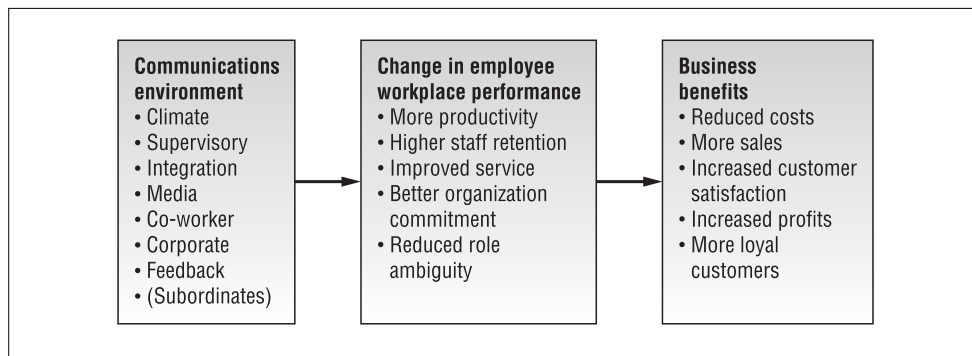 Communications
environment
• Climate
• Supervisory
• Integration
• Media
• Co-worker
• Corporate
• Feedback
• (Subordinates)
Change in employee
workplace performance
• More productivity
• Higher staff retention
• Improved service
• Better organization
commitment
• Reduced role
ambiguity
Business
benefits
• Reduced costs
• More sales
• Increased customer
satisfaction
• Increased profits
• More loyal
customers